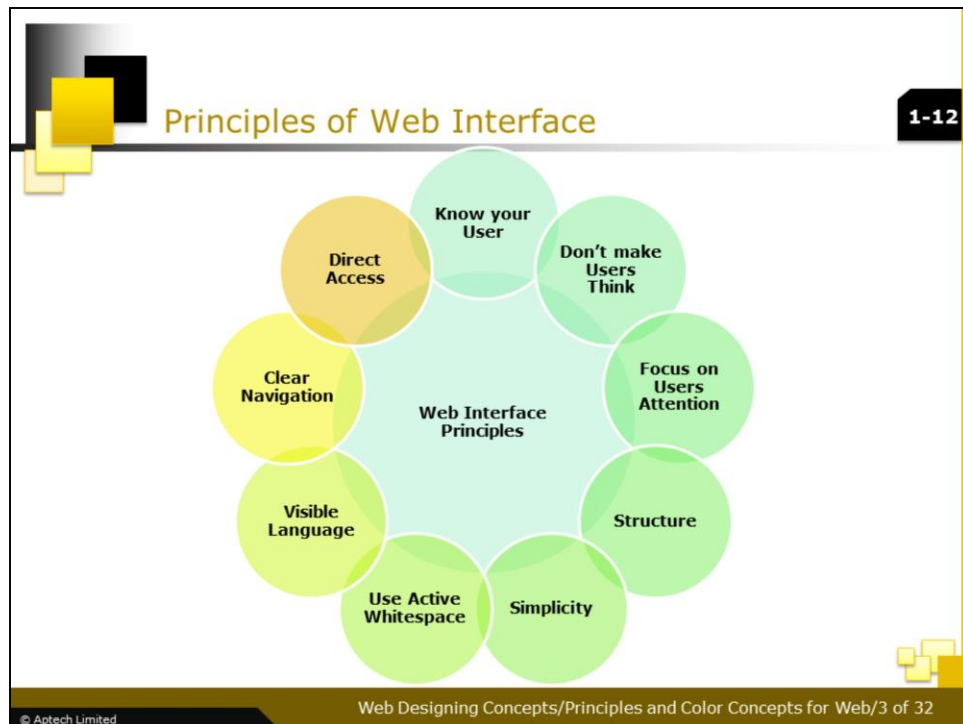 Principles of Web Interface
1-12
Know your
User
Don't make
Users
Think
Focus on
Users
Attention
Structure
Simplicity
Use Active
Whitespace
Visible
Language
Clear
Navigation
Direct
Access
Web Interface
Principles
Web Designing Concepts/Principles and Color Concepts for Web/3 of 32
© Aptech Limited